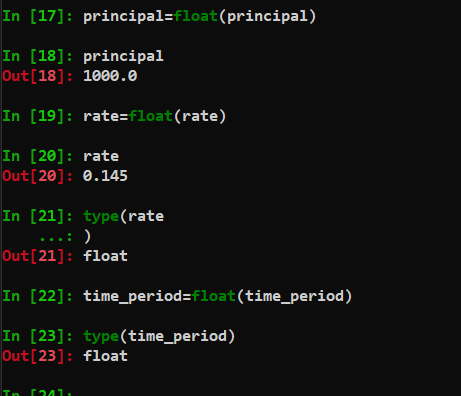 In [17]: principal=float(principal)
In [18]: principal
Out[18]: 1000.0
In [19]: rate=float(rate)
In [20]: rate
Out[20]: 0.145
In [21]: type(rate
...: )
Out[21]: float
In [22]: time_period=float(time_period)
In [23]: type(time_period)
Out[23]: float
In [24]: